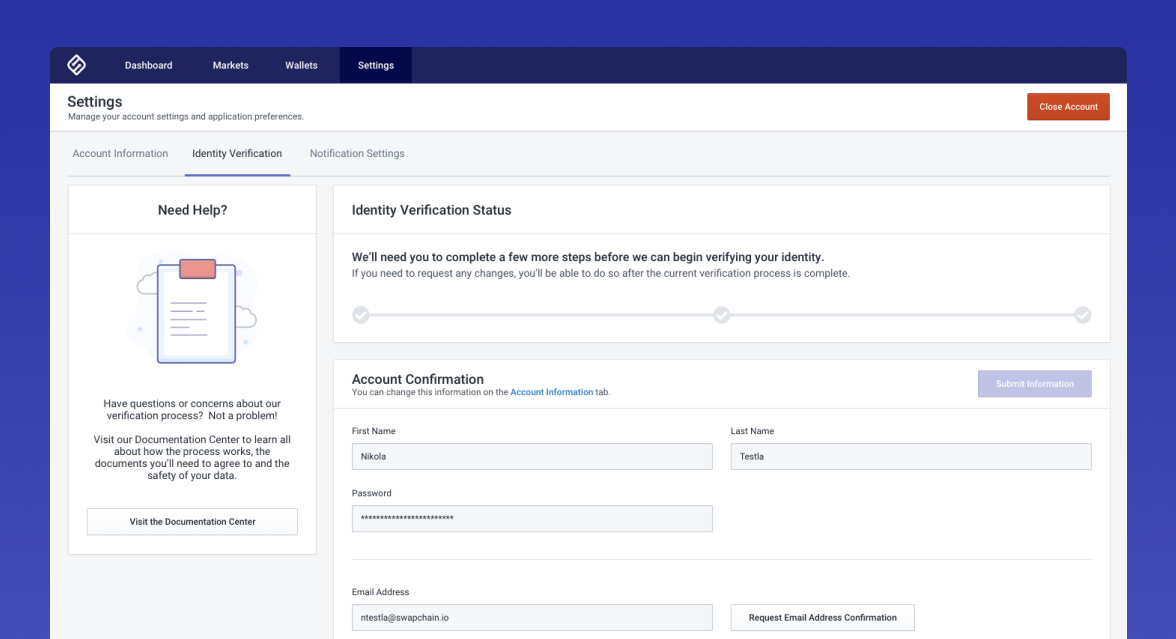 Dashboard Markets Wallets Settings
Settings
Manage your account settings and application preferences.
Close Account
Account Information Identity Verification Notification Settings
Need Help?
Have questions or concerns about our
verification process? Not a problem!
Visit our Documentation Center to learn all
about how the process works, the
documents you'll need to agree to and the
safety of your data.
Visit the Documentation Center
Identity Verification Status
We'll need you to complete a few more steps before we can begin verifying your identity.
If you need to request any changes, you'll be able to do so after the current verification process is complete.
Account Confirmation
You can change this information on the Account Information tab.
Submit Information
First Name Last Name
Nikola Testla
Password
************************
Email Address
ntestla@swapchain.io Request Email Address Confirmation